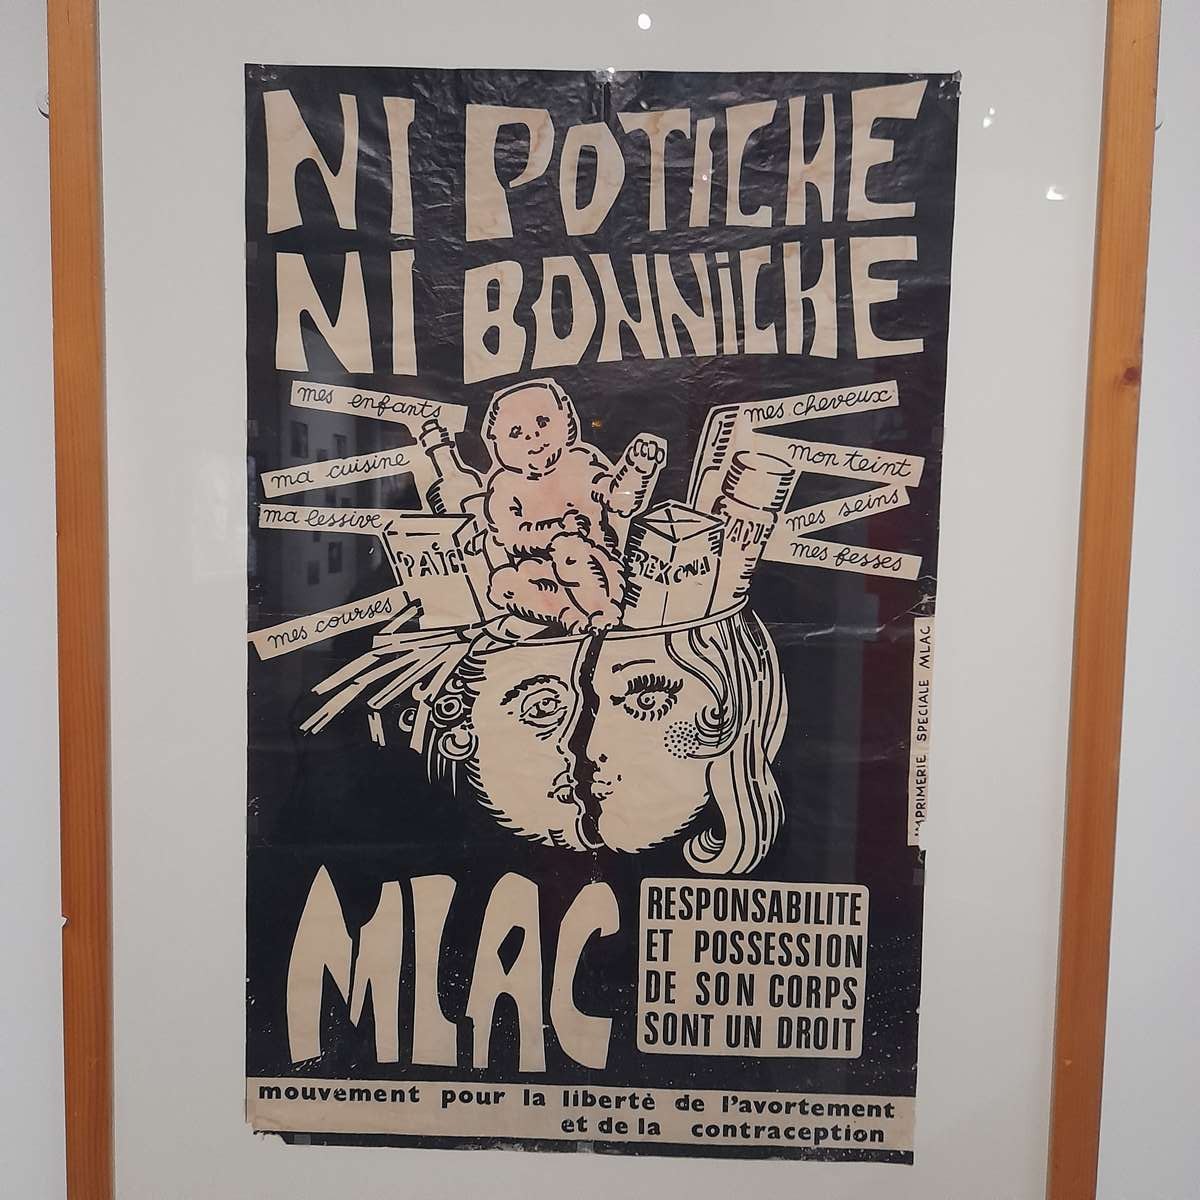 NI POTICHE
NI BONNiCHE
mes enfants
ma cuisine
ma lessive
mes courses
mes cheveux
mon teint
mes seins
mes fesses
PAÏC
REXONA
AQU
IMPRIMERIE SPECIALE MLAC
MLAC
RESPONSABILITE
ET POSSESSION
DE SON CORPS
SONT UN DROIT
mouvement pour la liberté de l'avortement
et de la contraception